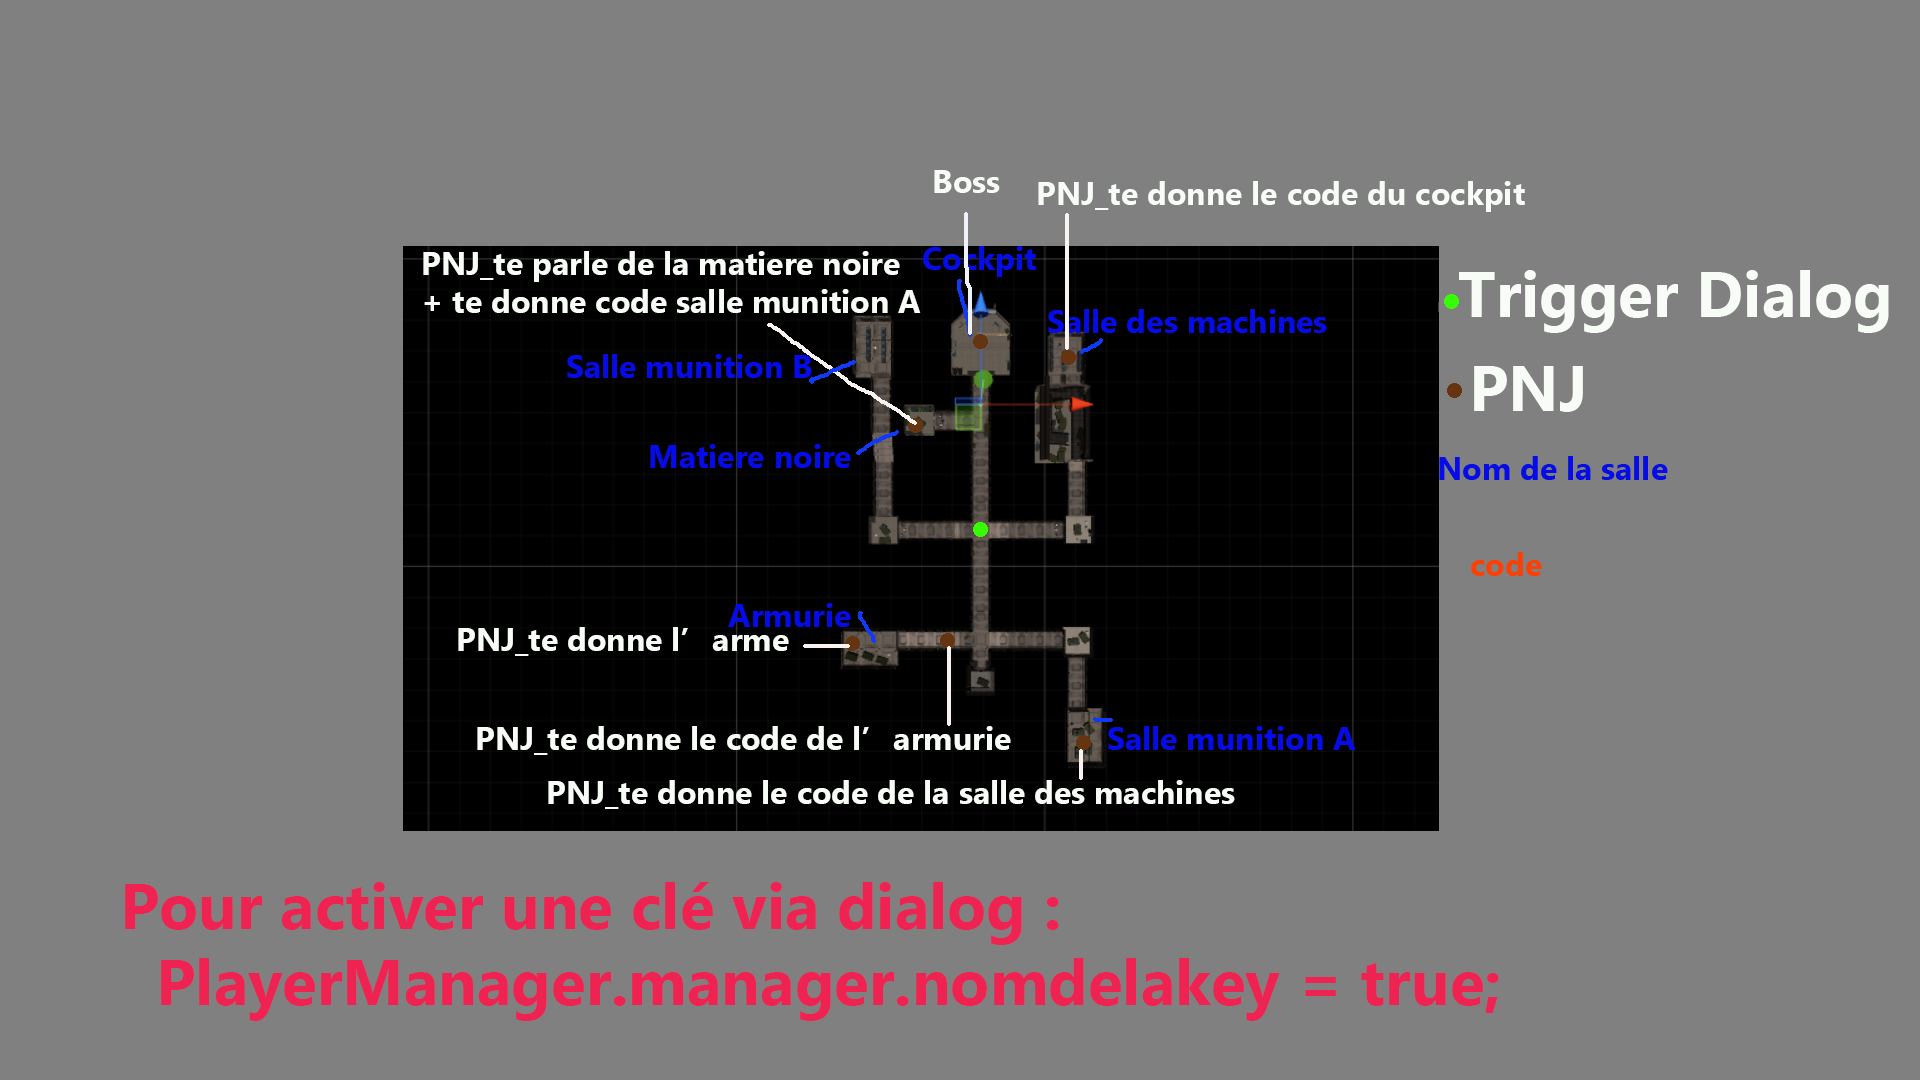 Boss
PNJ_te donne le code du cockpit
PNJ_te parle de la matiere noire
+ te donne code salle munition A
Cockpit
Salle des machines
Salle munition B
Matiere noire
Trigger Dialog
PNJ
Nom de la salle
code
Armurie
PNJ_te donne l’ arme
PNJ_te donne le code de l’ armurie
Salle munition A
PNJ_te donne le code de la salle des machines
Pour activer une clé via dialog :
PlayerManager.manager.nomdelakey = true;